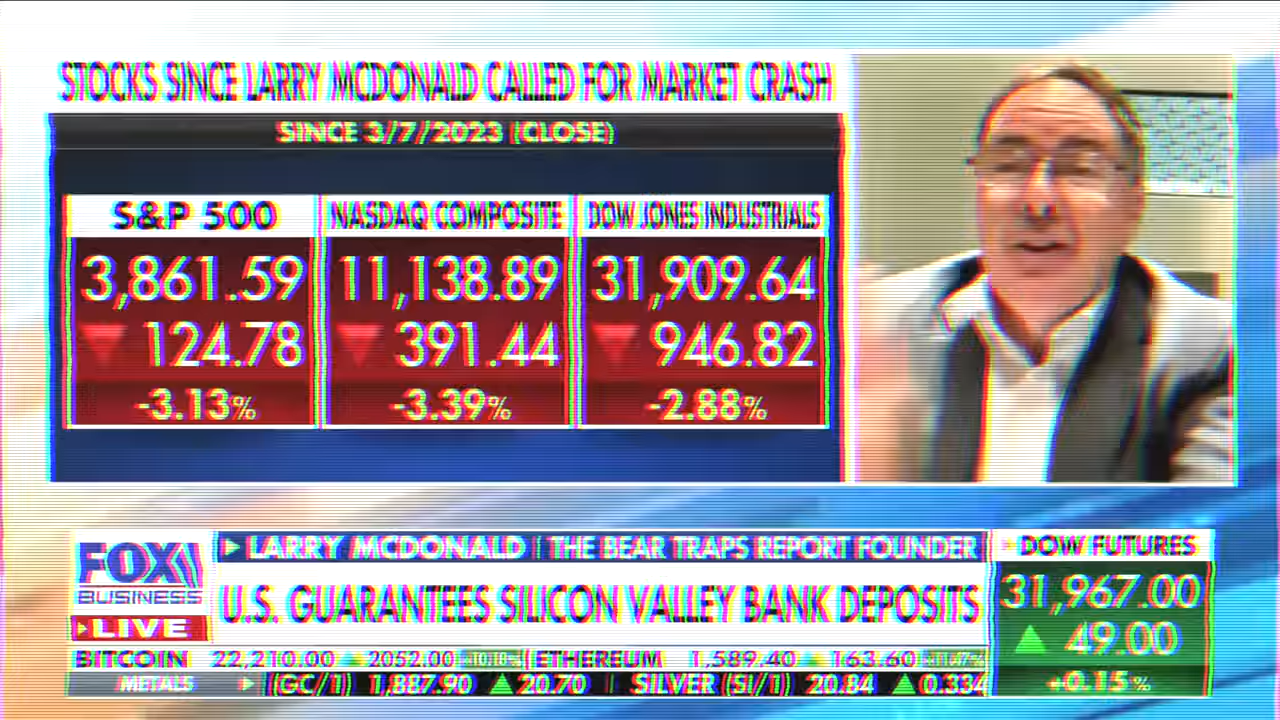 STOCKS SINCE LARRY MCDONALD CALLED FOR MARKET CRASH
SINCE 3/7/2023 (CLOSE)
S&P 500
3,861.59
124.78
-3.13%
NASDAQ COMPOSITE
11,138.89
391.44
-3.39%
DOW JONES INDUSTRIALS
31,909.64
946.82
-2.88%
LARRY MCDONALD | THE BEAR TRAPS REPORT FOUNDER
U.S. GUARANTEES SILICON VALLEY BANK DEPOSITS
FOX
BUSINESS
LIVE
DOW FUTURES
31,967.00
49.00
+0.15%
BITCOIN 22,210.00 2052.00 +10.18% ETHEREUM 1,589.40 163.60 +11.47%
METALS (GC/1) 1,887.90 20.70 | SILVER (SI/1) 20.84 0.334